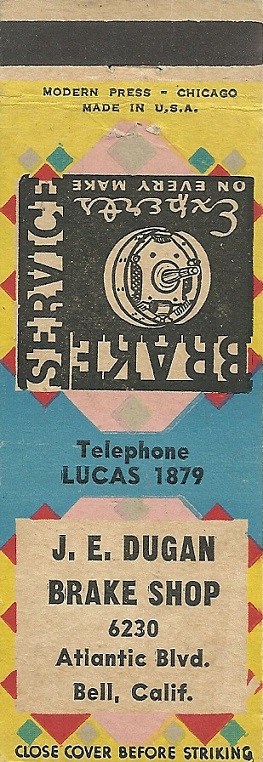 MODERN PRESS - CHICAGO
MADE IN U.S.A.
BRAKE
SERVICE
Experts
ON EVERY MAKE
Telephone
LUCAS 1879
J. E. DUGAN
BRAKE SHOP
6230
Atlantic Blvd.
Bell, Calif.
CLOSE COVER BEFORE STRIKING